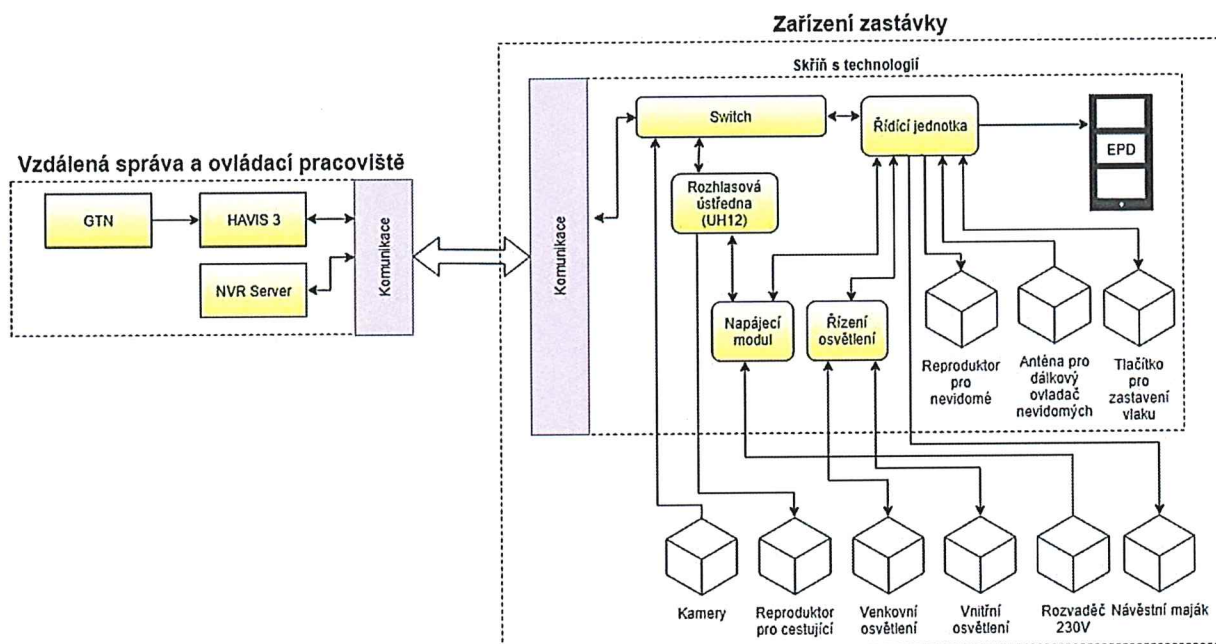 Zařízení zastávky
Skříň s technologií
Switch
Řídící jednotka
EPD
Vzdálená správa a ovládací pracoviště
GTN
HAVIS 3
NVR Server
Komunikace
Komunikace
Rozhlasová
ústředna
(UH12)
Napájecí
modul
Řízení
osvětlení
Reproduktor
pro
nevidomé
Anténa pro
dálkový
ovladač
nevidomých
Tlačítko
pro
zastavení
vlaku
Kamery
Reproduktor
pro cestující
Venkovní
osvětlení
Vnitřní
osvětlení
Rozvaděč
230V
Návěstní maják